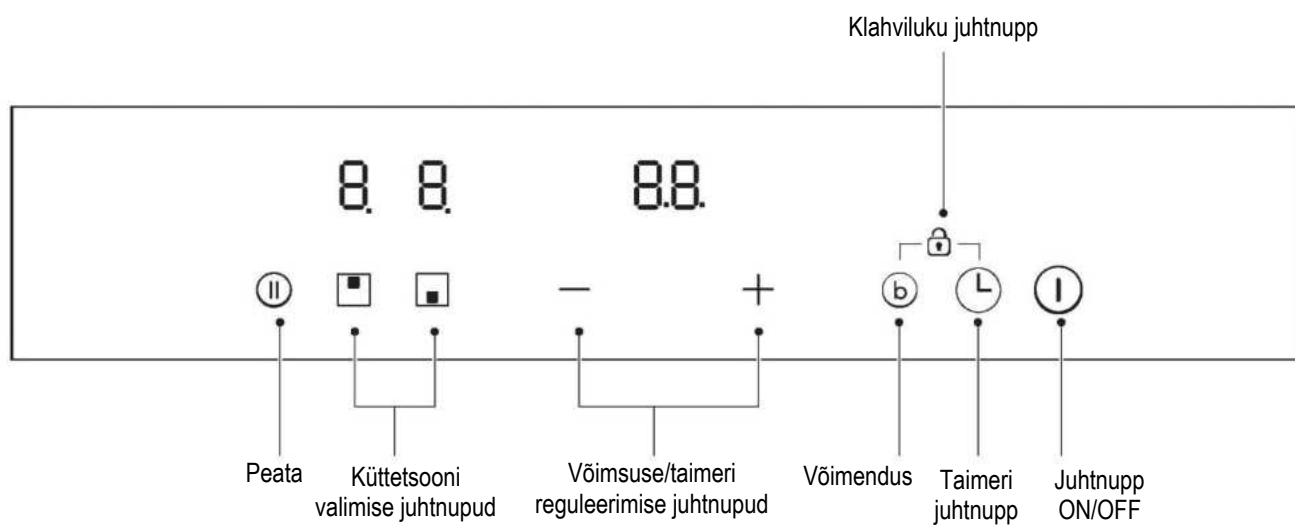 Klahviluku juhtnupp
8. 8. 8.8.
b
Peata
Küttetsooni
valimise juhtnupud
Võimsuse/taimeri
reguleerimise juhtnupud
Võimendus
Taimeri
juhtnupp
Juhtnupp
ON/OFF